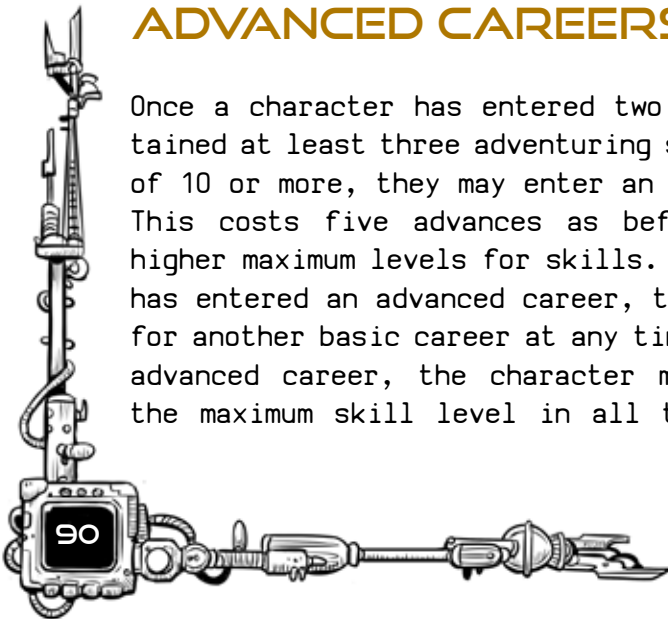 ADVANCED CAREERS
Once a character has entered two
tained at least three adventuring s
of 10 or more, they may enter an
This costs five advances as bef
higher maximum levels for skills.
has entered an advanced career, t
for another basic career at any tim
advanced career, the character m
the maximum skill level in all t
90